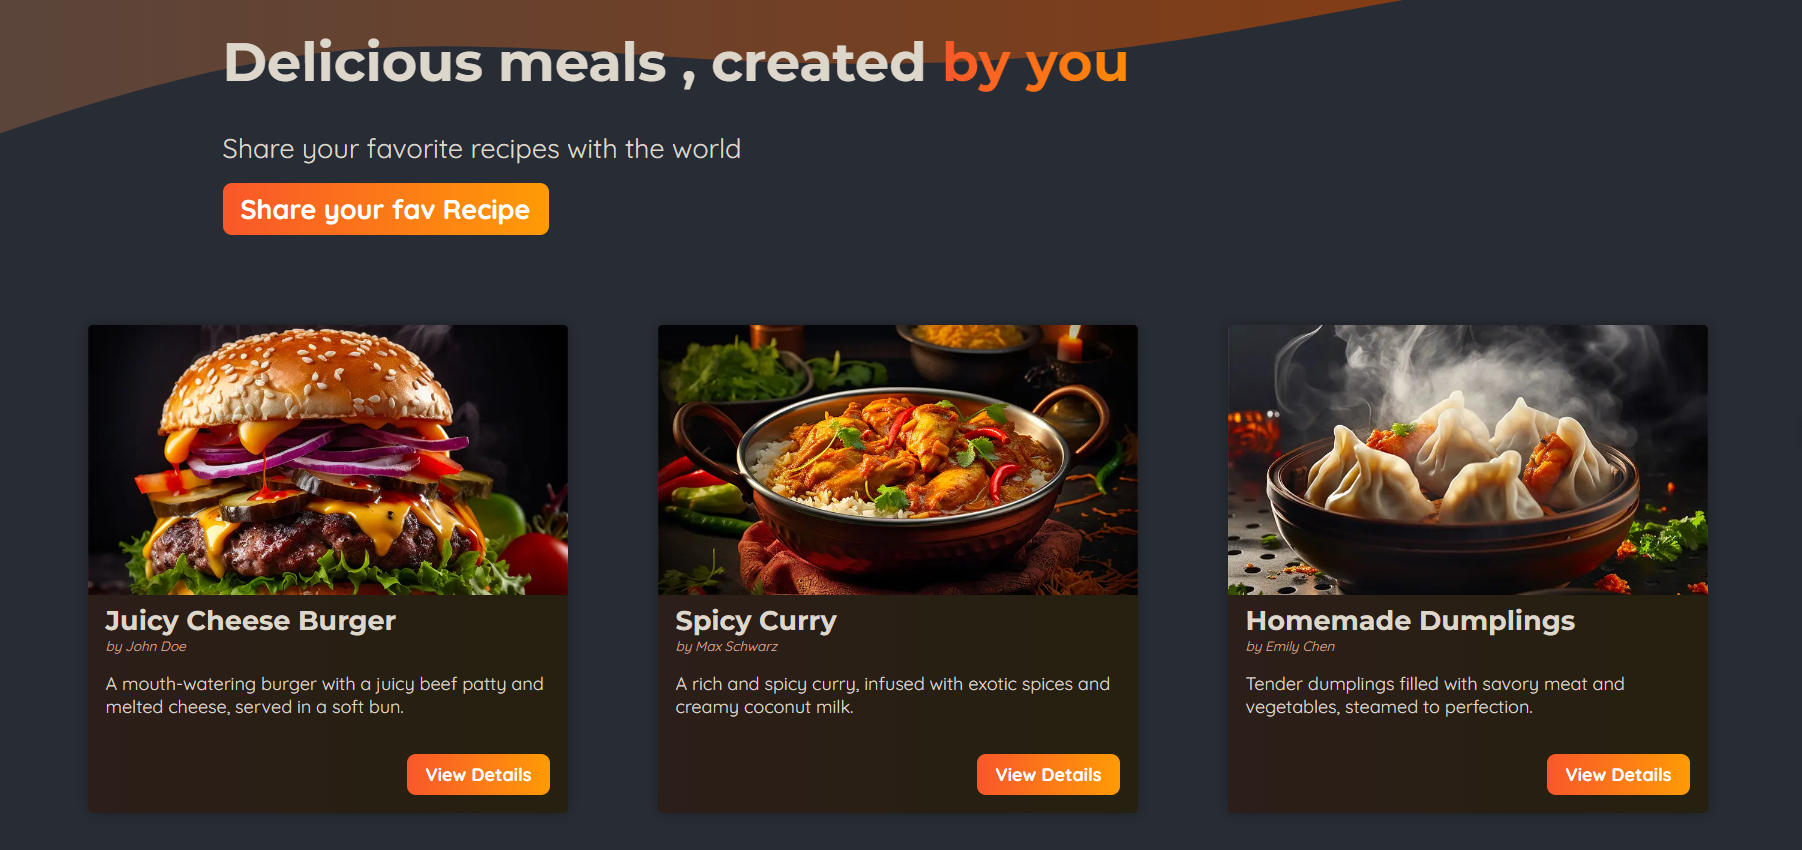 Delicious meals , created by you
Share your favorite recipes with the world
Share your fav Recipe
Juicy Cheese Burger
by John Doe
A mouth-watering burger with a juicy beef patty and
melted cheese, served in a soft bun.
View Details
Spicy Curry
by Max Schwarz
A rich and spicy curry, infused with exotic spices and
creamy coconut milk.
View Details
Homemade Dumplings
by Emily Chen
Tender dumplings filled with savory meat and
vegetables, steamed to perfection.
View Details